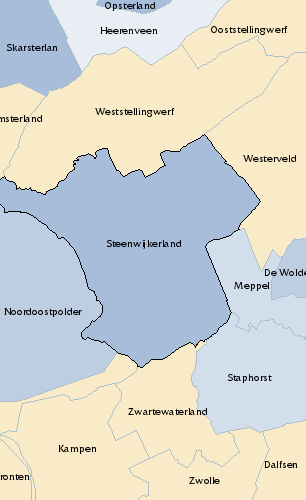 Opsterland
Heerenveen
Ooststellingwerf
Skarsterlan
Weststellingwerf
msterland
Westerveld
Steenwijkerland
De Wolde
Meppel
Noordoostpolder
Staphorst
Zwartewaterland
Kampen
Dalfsen
ronten
Zwolle